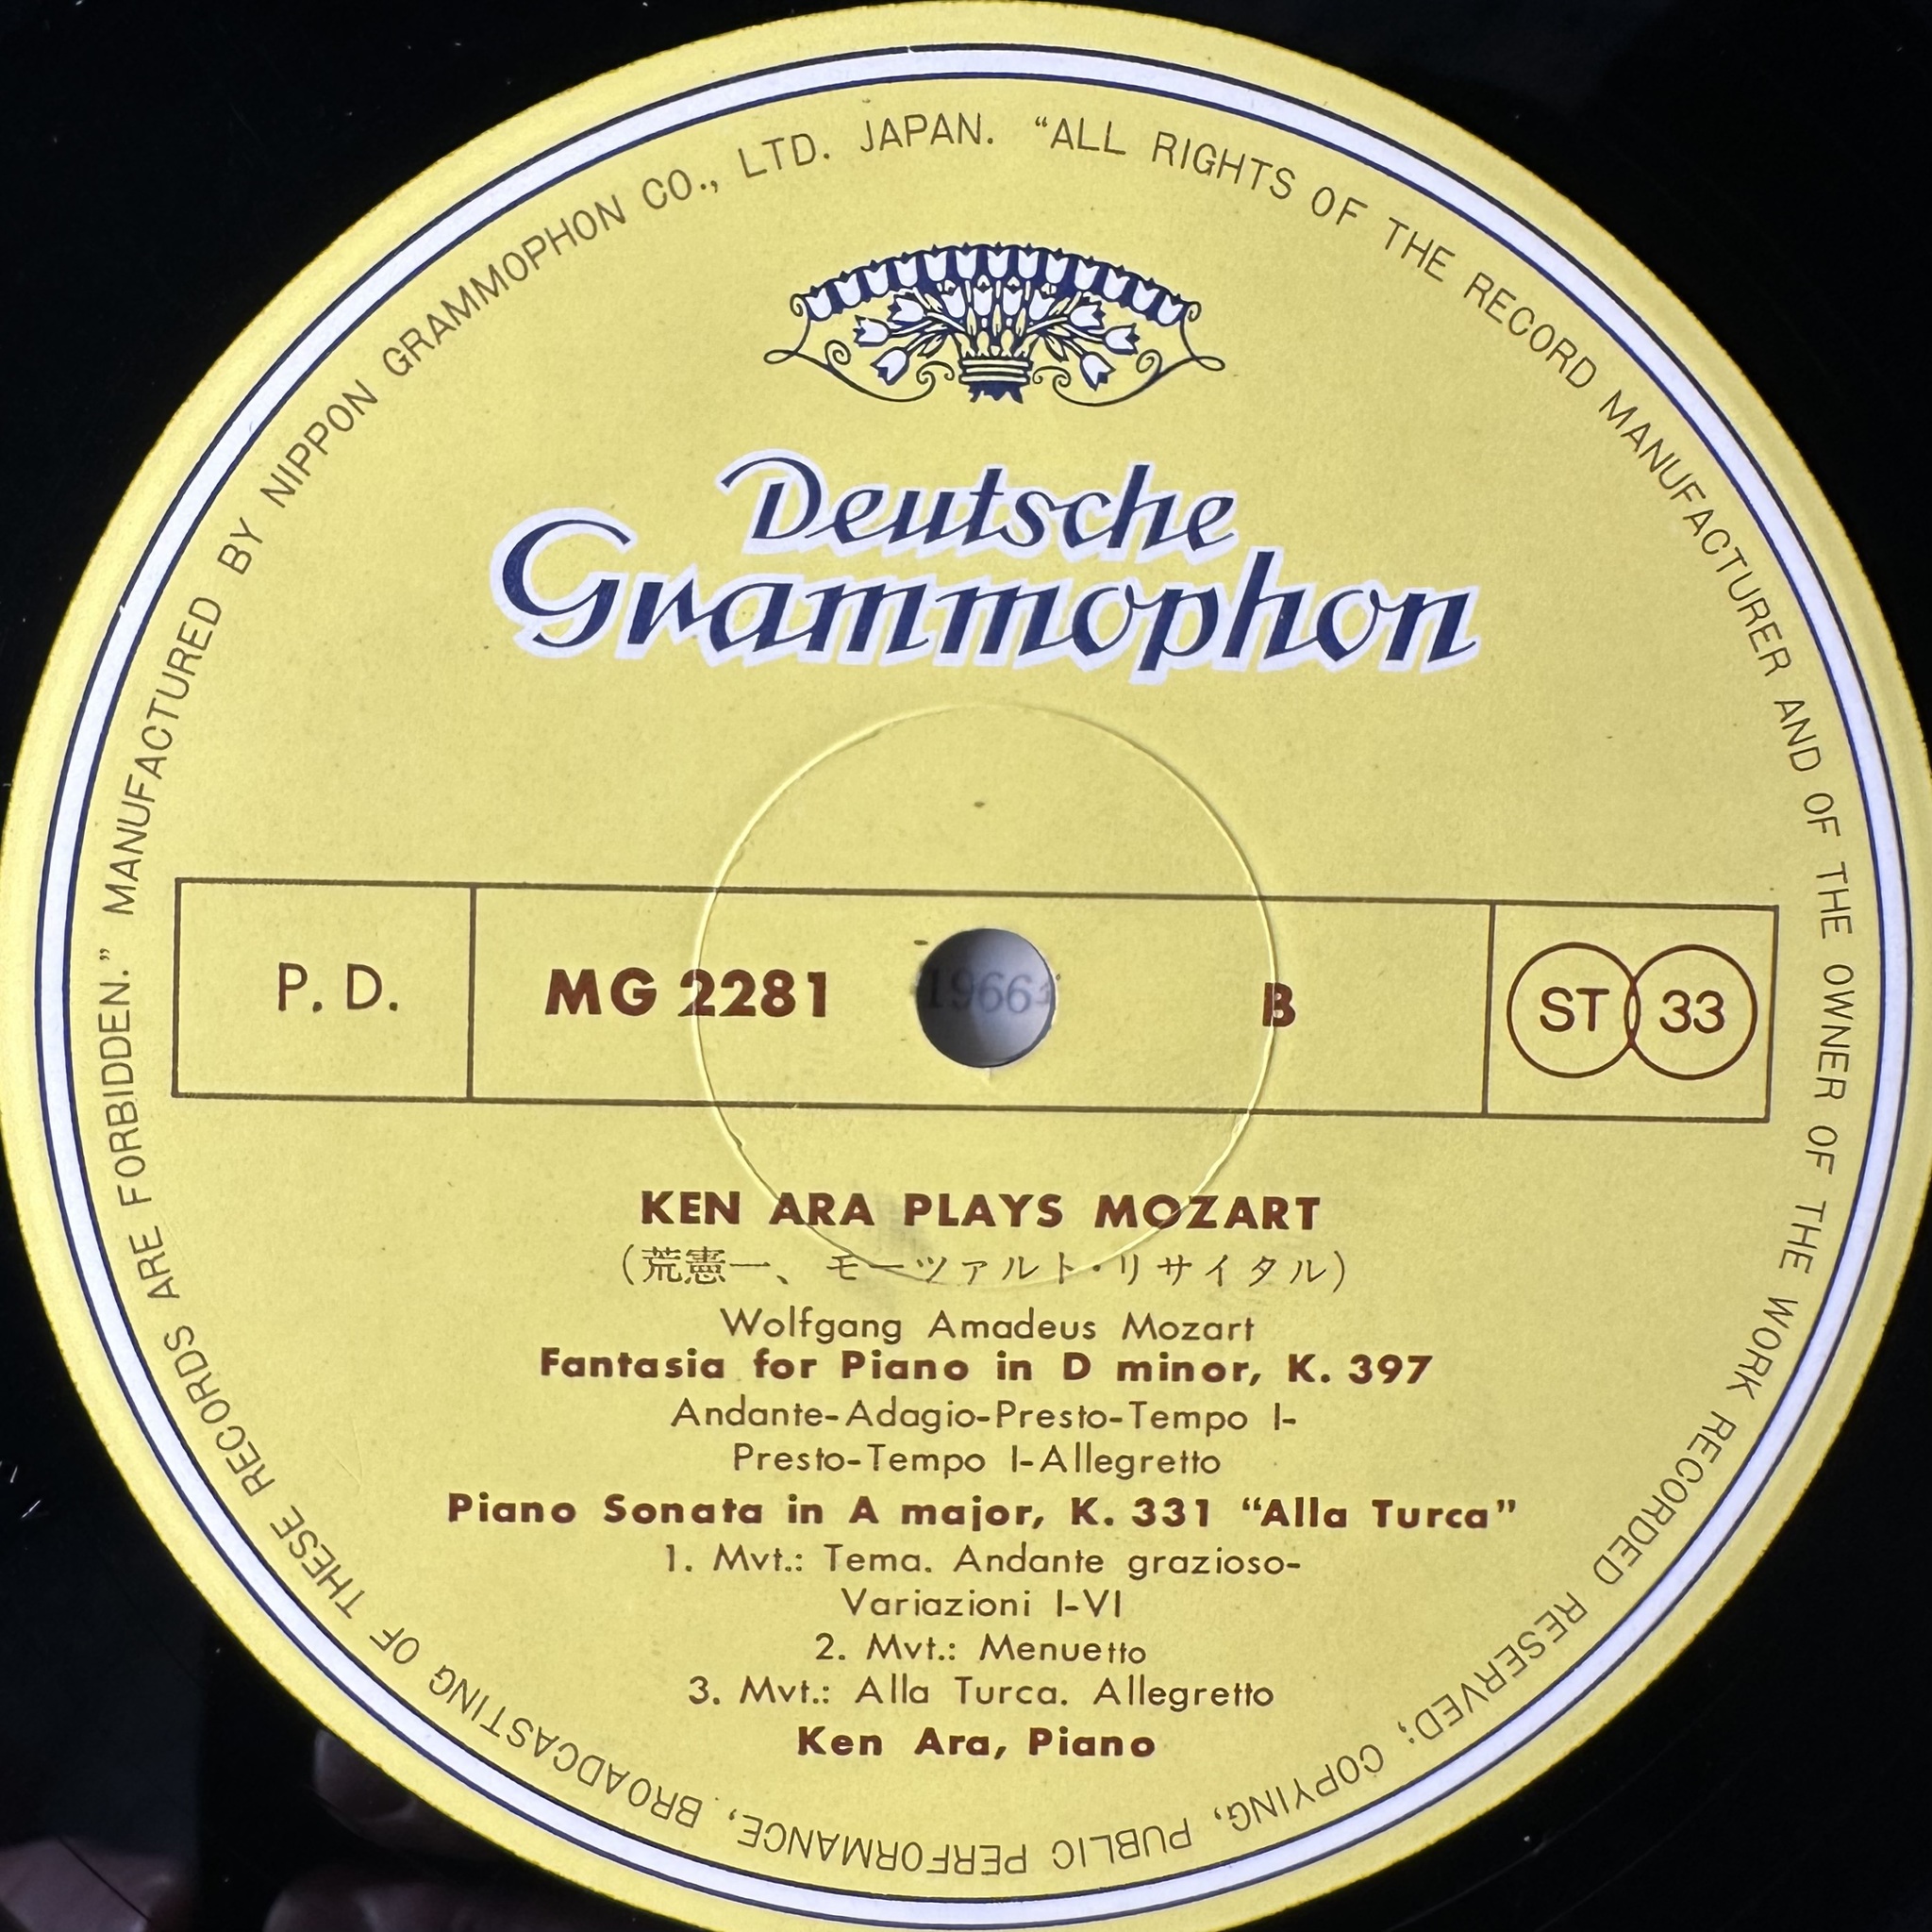 MANUFACTURED BY NIPPON GRAMMOPHON CO., LTD. JAPAN. “ALL RIGHTS OF THE RECORD MANUFACTURER AND OF THE OWNER OF THE WORK RECORDED RESERVED; COPYING, PUBLIC PERFORMANCE, BROADCASTING OF THESE RECORDS ARE FORBIDDEN.”
Deutsche
Grammophon
P. D. MG 2281 1966 B ST 33
KEN ARA PLAYS MOZART
(荒憲一、モーツァルト・リサイタル)
Wolfgang Amadeus Mozart
Fantasia for Piano in D minor, K. 397
Andante-Adagio-Presto-Tempo I-
Presto-Tempo I-Allegretto
Piano Sonata in A major, K. 331 “Alla Turca”
1. Mvt.: Tema. Andante grazioso-
Variazioni I-VI
2. Mvt.: Menuetto
3. Mvt.: Alla Turca. Allegretto
Ken Ara, Piano